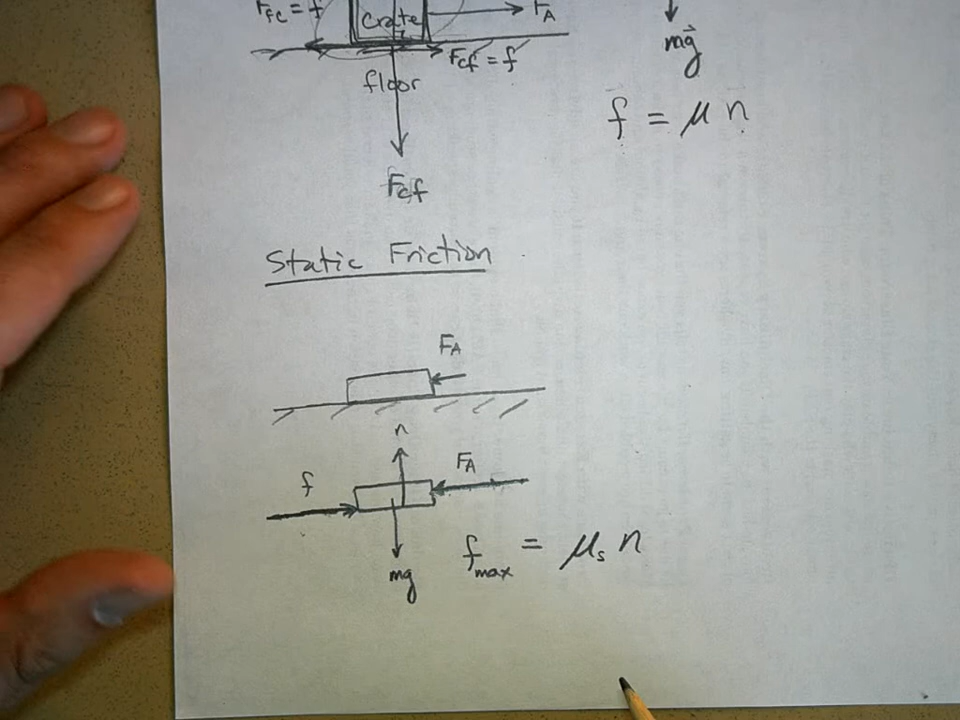 F_fc = f
Crate
F_A
F_cf = f
floor
mg⃗
f = μ n
F_cf
Static Friction
F_A
n
f
F_A
mg
f_max = μ_s n